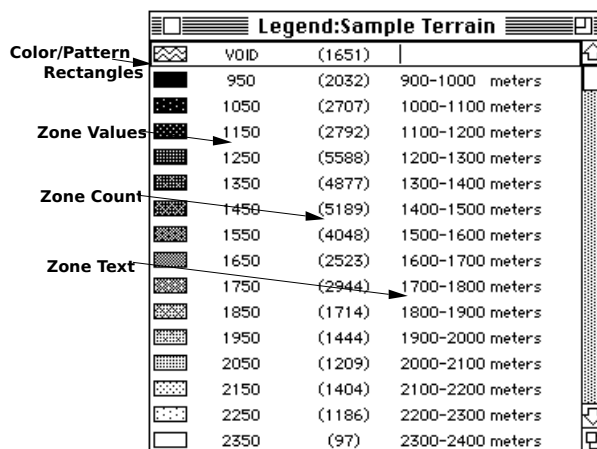 Legend:Sample Terrain
Color/Pattern
Rectangles
Zone Values
Zone Count
Zone Text
VOID (1651)
950 (2032) 900-1000 meters
1050 (2707) 1000-1100 meters
1150 (2792) 1100-1200 meters
1250 (5588) 1200-1300 meters
1350 (4877) 1300-1400 meters
1450 (5189) 1400-1500 meters
1550 (4048) 1500-1600 meters
1650 (2523) 1600-1700 meters
1750 (2944) 1700-1800 meters
1850 (1714) 1800-1900 meters
1950 (1444) 1900-2000 meters
2050 (1209) 2000-2100 meters
2150 (1404) 2100-2200 meters
2250 (1186) 2200-2300 meters
2350 (97) 2300-2400 meters